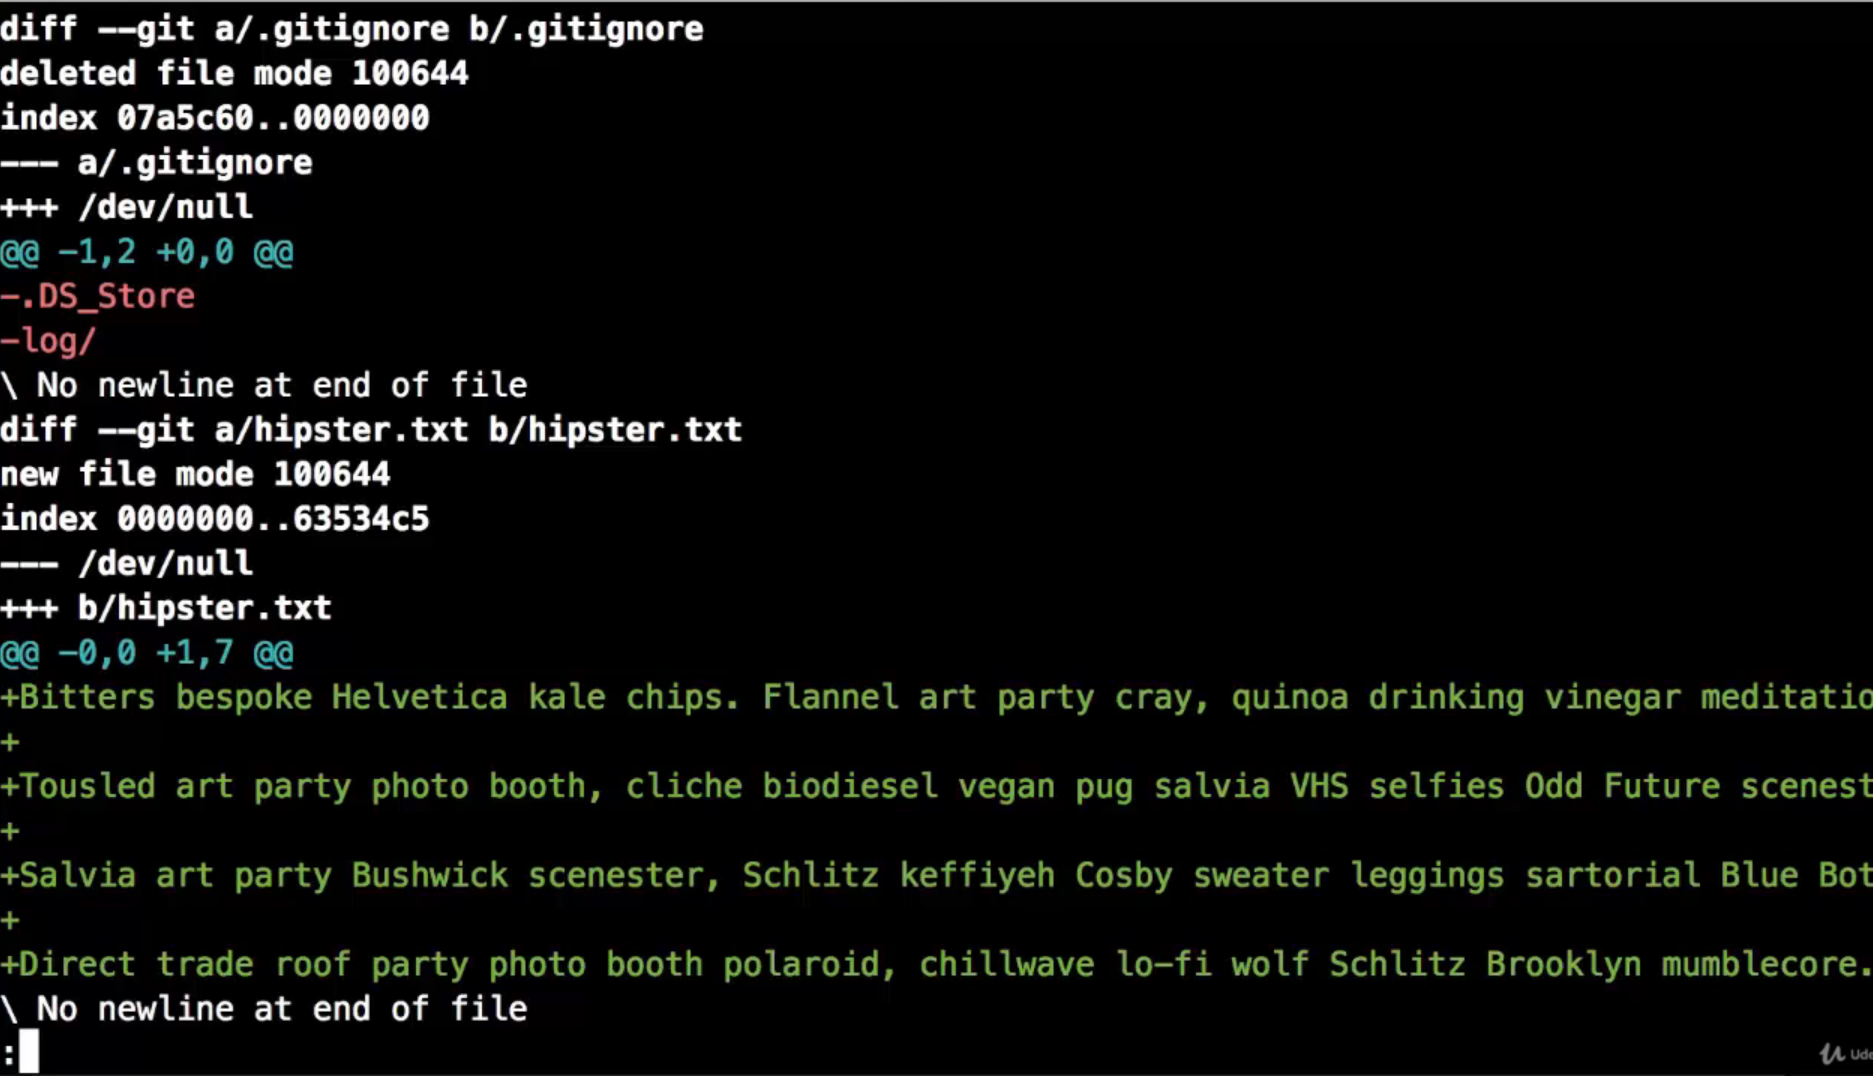 diff --git a/.gitignore b/.gitignore
deleted file mode 100644
index 07a5c60..0000000
--- a/.gitignore
+++ /dev/null
@@ -1,2 +0,0 @@
-.DS_Store
-log/
\ No newline at end of file
diff --git a/hipster.txt b/hipster.txt
new file mode 100644
index 0000000..63534c5
--- /dev/null
+++ b/hipster.txt
@@ -0,0 +1,7 @@
+Bitters bespoke Helvetica kale chips. Flannel art party cray, quinoa drinking vinegar meditatio
+
+Tousled art party photo booth, cliche biodiesel vegan pug salvia VHS selfies Odd Future scenest
+
+Salvia art party Bushwick scenester, Schlitz keffiyeh Cosby sweater leggings sartorial Blue Bot
+
+Direct trade roof party photo booth polaroid, chillwave lo-fi wolf Schlitz Brooklyn mumblecore.
\ No newline at end of file
:
Ude